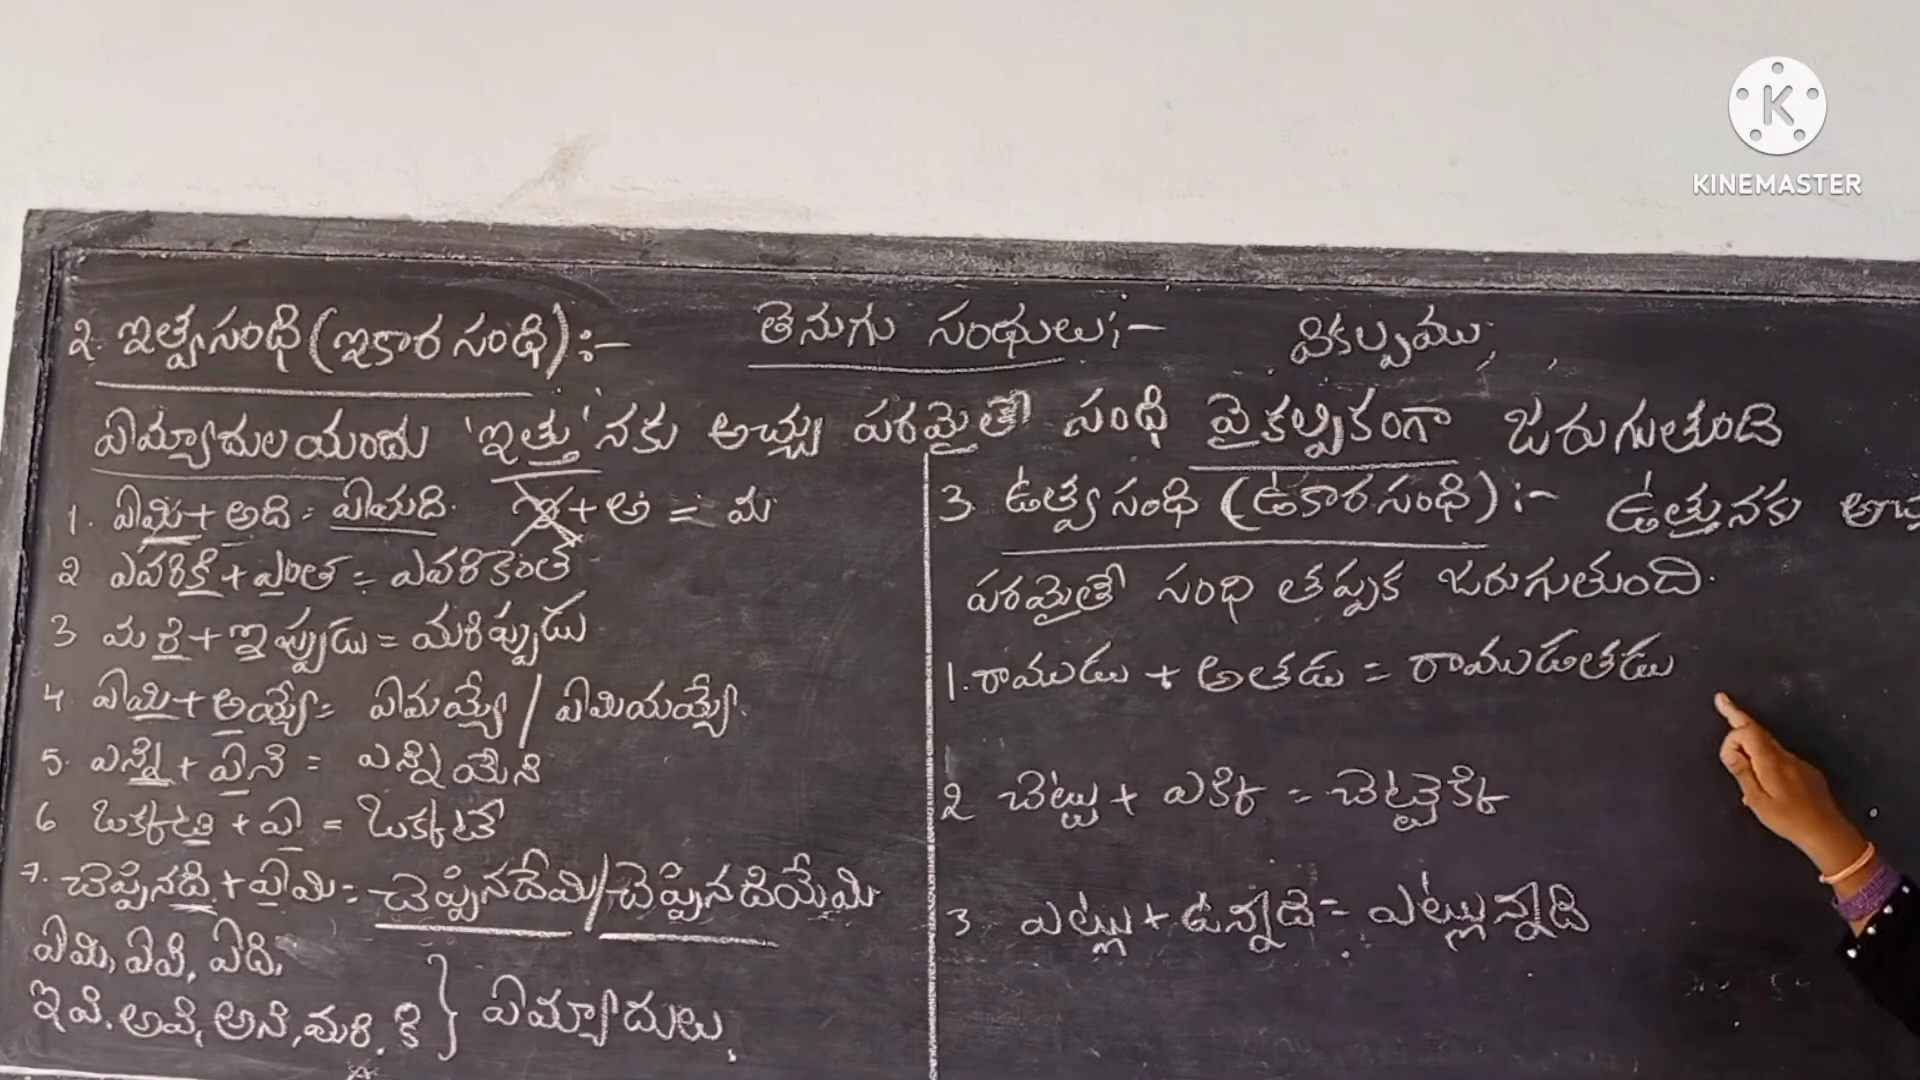 KINEMASTER
తెనుగు సంధులు;-
వికల్పము,
2. ఇత్వసంధి (ఇకార సంధి) :-
ఏమ్యాదులయందు 'ఇత్తు'నకు అచ్చు పరమైతే సంధి వైకల్పికంగా జరుగుతుంది
1. ఏమి + అది = ఏమది. + అ = మ
2 ఎవరికి + ఎంత = ఎవరికెంత
3 మరి + ఇప్పుడు = మరిప్పుడు
4. ఏమి + అయ్యే = ఏమయ్యే / ఏమియయ్యే.
5. ఎన్ని + ఏని = ఎన్నియేని
6 ఒక్కటి + ఏ = ఒక్కటే
7. చెప్పినది + ఏమి = చెప్పినదేమి / చెప్పినదియేమి
ఏమి, ఏవి, ఏది,
ఇవి. అవి, అని, మరి, కి } ఏమ్యాదులు,
3. ఉత్వ సంధి (ఉకార సంధి) :- ఉత్తునకు
పరమైతే సంధి తప్పక జరుగుతుంది.
1. రాముడు + అతడు = రాముడతడు
2 చెట్టు + ఎక్కి = చెట్టెక్కి
3 ఎట్లు + ఉన్నది = ఎట్లున్నది